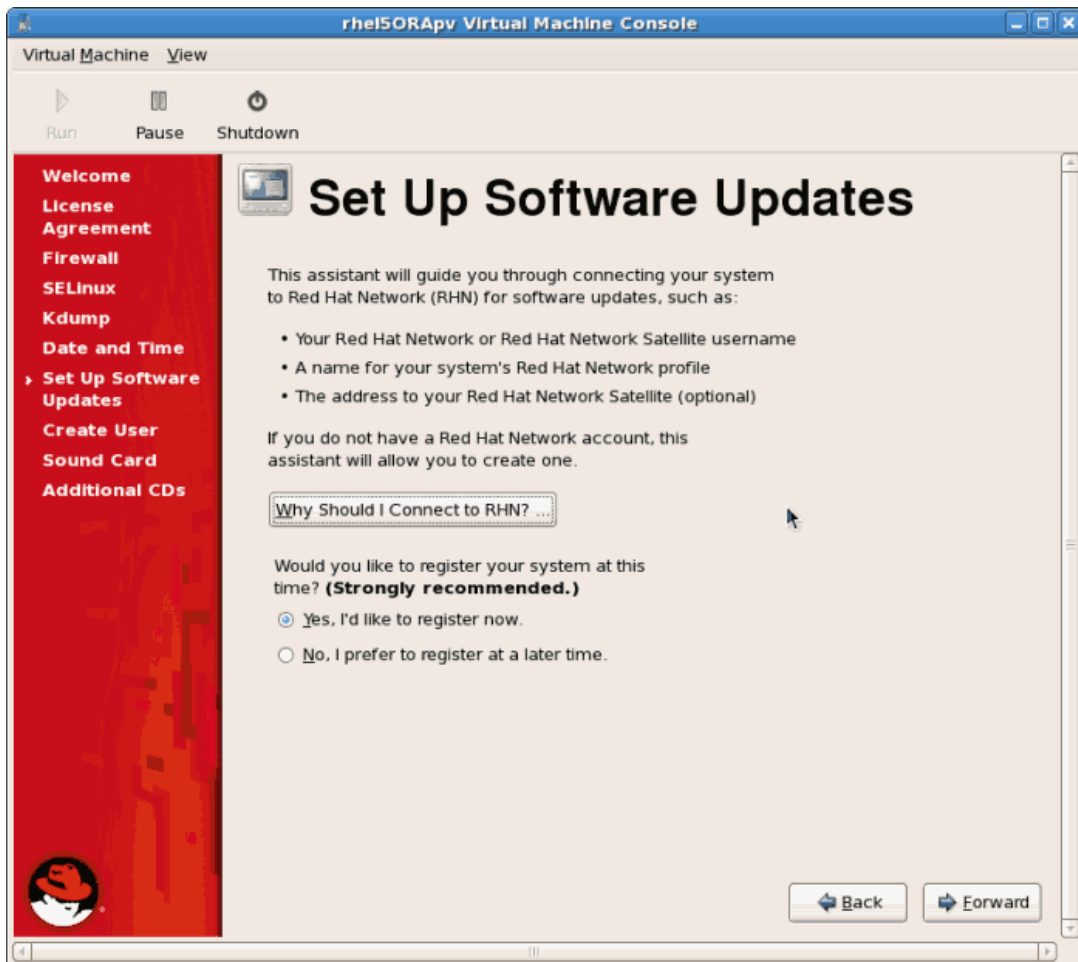 rhel5ORApv Virtual Machine Console
Virtual Machine View
Run Pause Shutdown
Welcome
License
Agreement
Firewall
SELinux
Kdump
Date and Time
Set Up Software
Updates
Create User
Sound Card
Additional CDs
Set Up Software Updates
This assistant will guide you through connecting your system
to Red Hat Network (RHN) for software updates, such as:
• Your Red Hat Network or Red Hat Network Satellite username
• A name for your system's Red Hat Network profile
• The address to your Red Hat Network Satellite (optional)
If you do not have a Red Hat Network account, this
assistant will allow you to create one.
Why Should I Connect to RHN? ...
Would you like to register your system at this
time? (Strongly recommended.)
Yes, I'd like to register now.
No, I prefer to register at a later time.
Back Forward